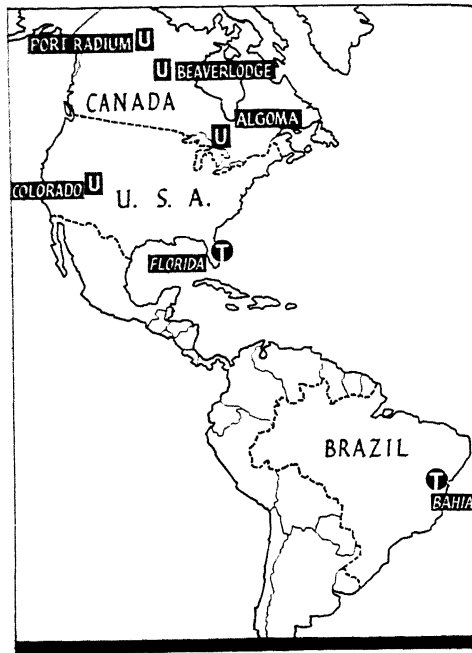 PORT RADIUM U
U BEAVERLODGE
CANADA
ALGOMA
U
COLORADO U
U. S. A.
T
FLORIDA
BRAZIL
T
BAHIA